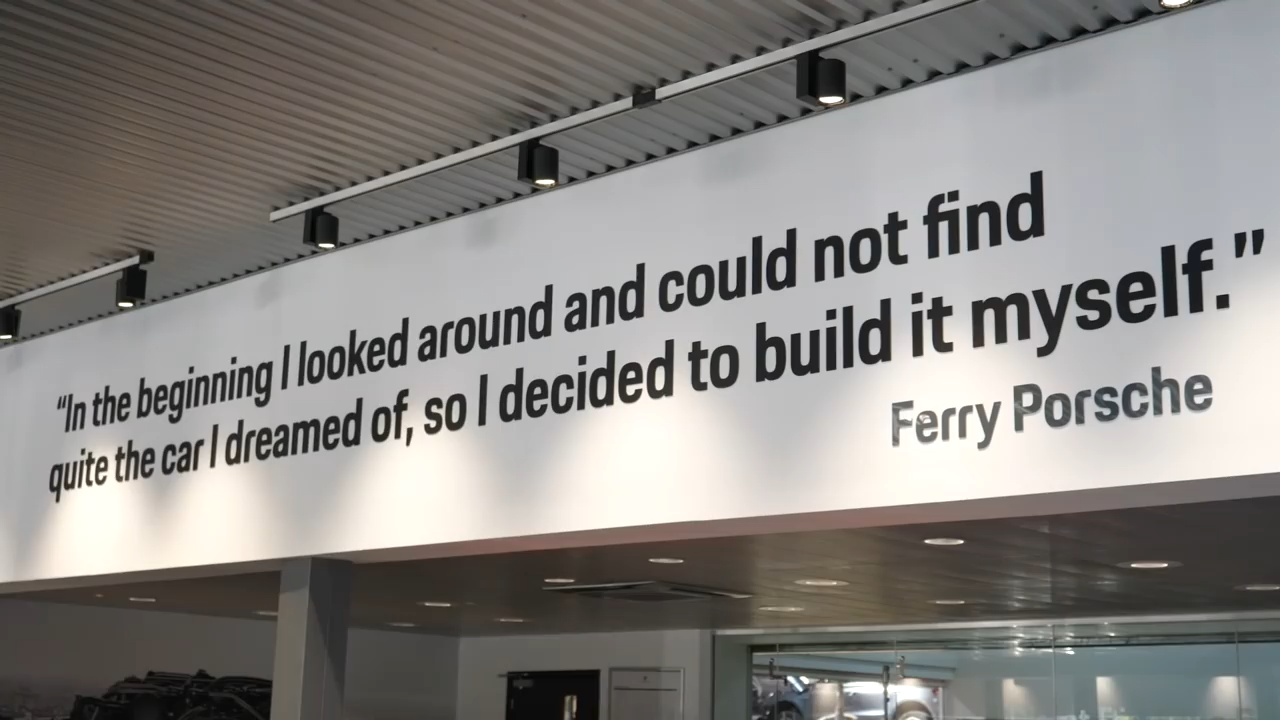 “In the beginning I looked around and could not find
quite the car I dreamed of, so I decided to build it myself.”
Ferry Porsche